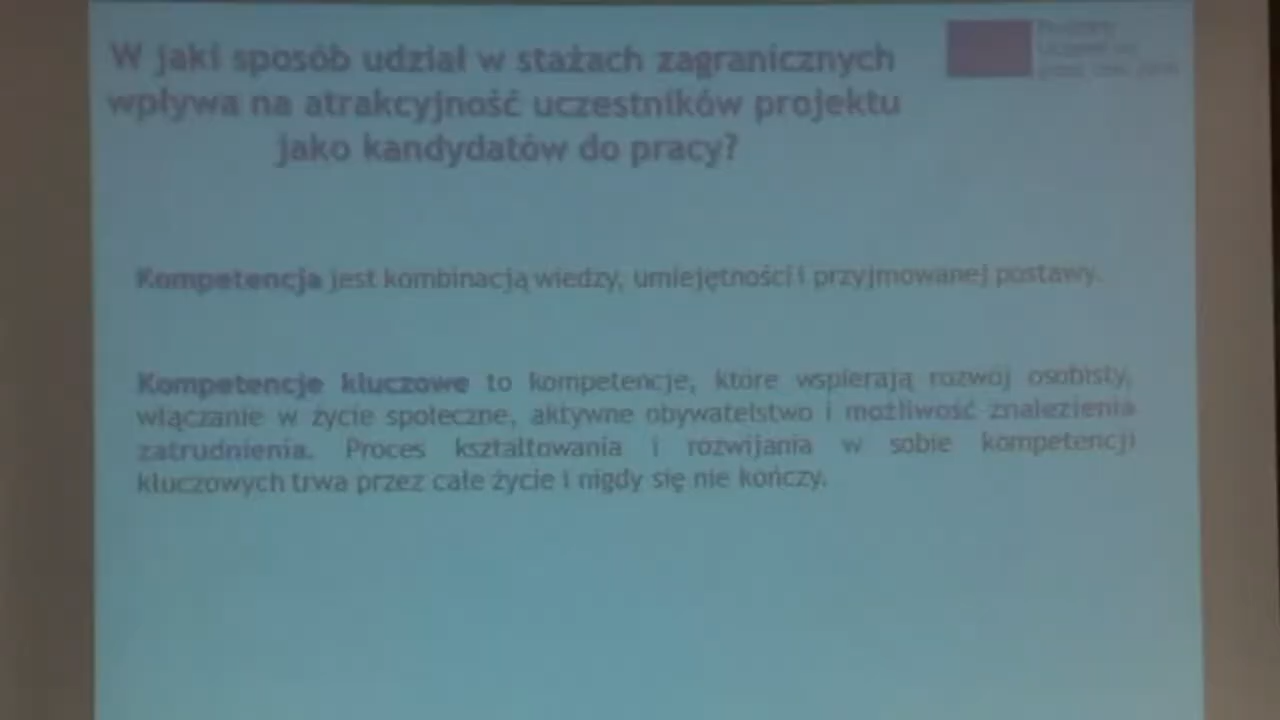 W jaki sposób udział w stażach zagranicznych
wpływa na atrakcyjność uczestników projektu
jako kandydatów do pracy?
Kompetencja jest kombinacją wiedzy, umiejętności i przyjmowanej postawy.
Kompetencje kluczowe to kompetencje, które wspierają rozwój osobisty,
włączanie w życie społeczne, aktywne obywatelstwo i możliwość znalezienia
zatrudnienia. Proces kształtowania i rozwijania w sobie kompetencji
kluczowych trwa przez całe życie i nigdy się nie kończy.